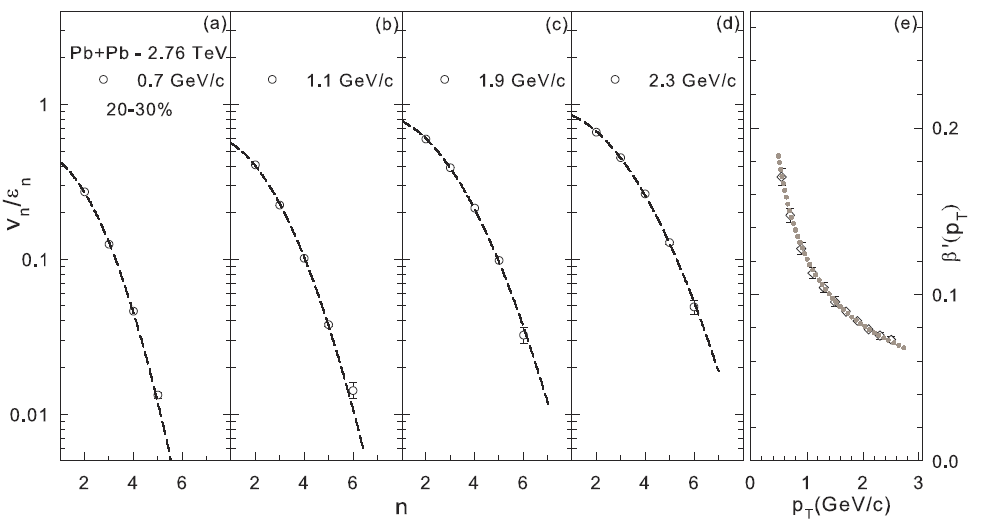 (a)
(b)
(c)
(d)
(e)
Pb+Pb - 2.76 TeV
0.7 GeV/c
1.1 GeV/c
1.9 GeV/c
2.3 GeV/c
20-30%
1
0.1
0.01
vₙ/εₙ
0.2
0.1
0.0
β'(p_T)
2 4 6
2 4 6
2 4 6
2 4 6
0 1 2 3
n
p_T(GeV/c)